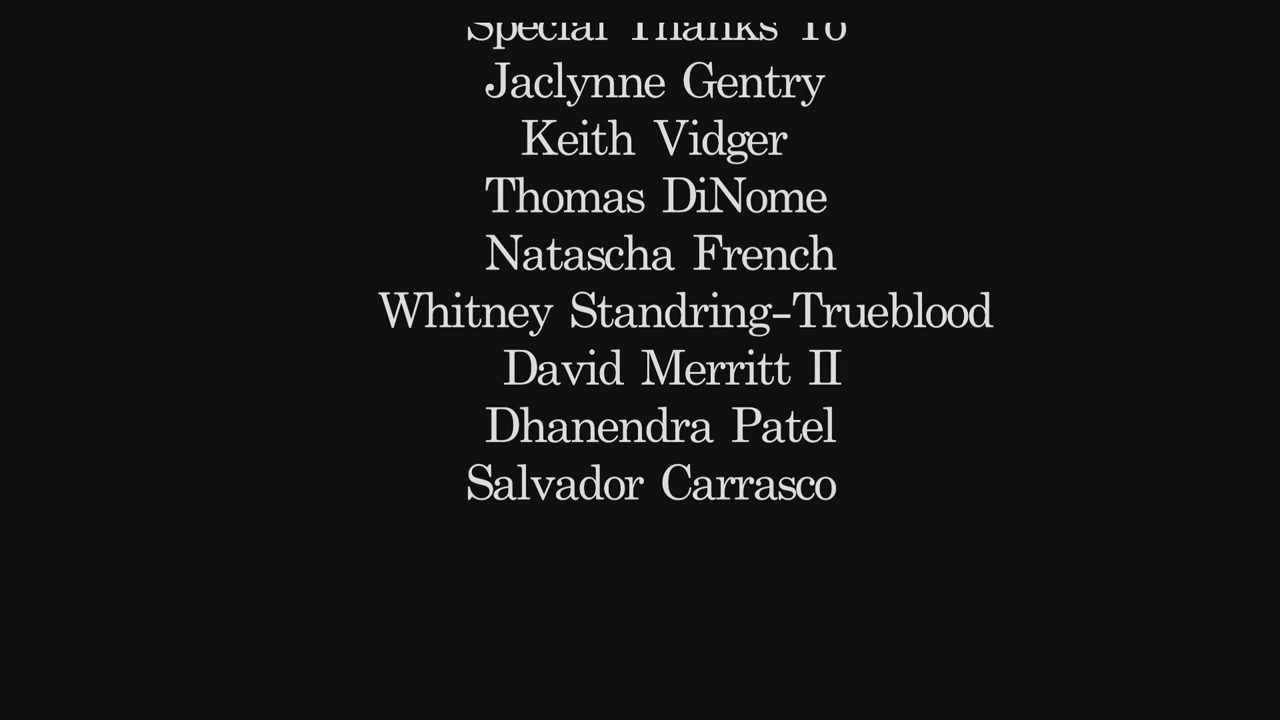 Special Thanks To
Jaclynne Gentry
Keith Vidger
Thomas DiNome
Natascha French
Whitney Standring-Trueblood
David Merritt II
Dhanendra Patel
Salvador Carrasco